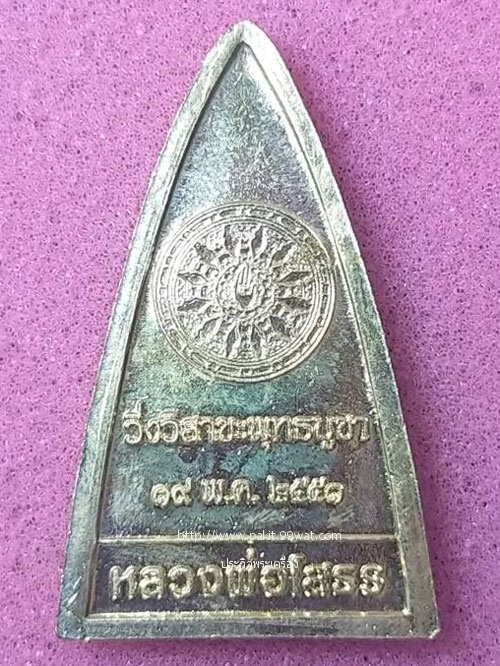 วิ่งวิสาขะพุทธบูชา
๑๙ พ.ค. ๒๕๕๑
http://www.pakit.99wat.com
ประกิตพระเครื่อง
หลวงพ่อโสธร